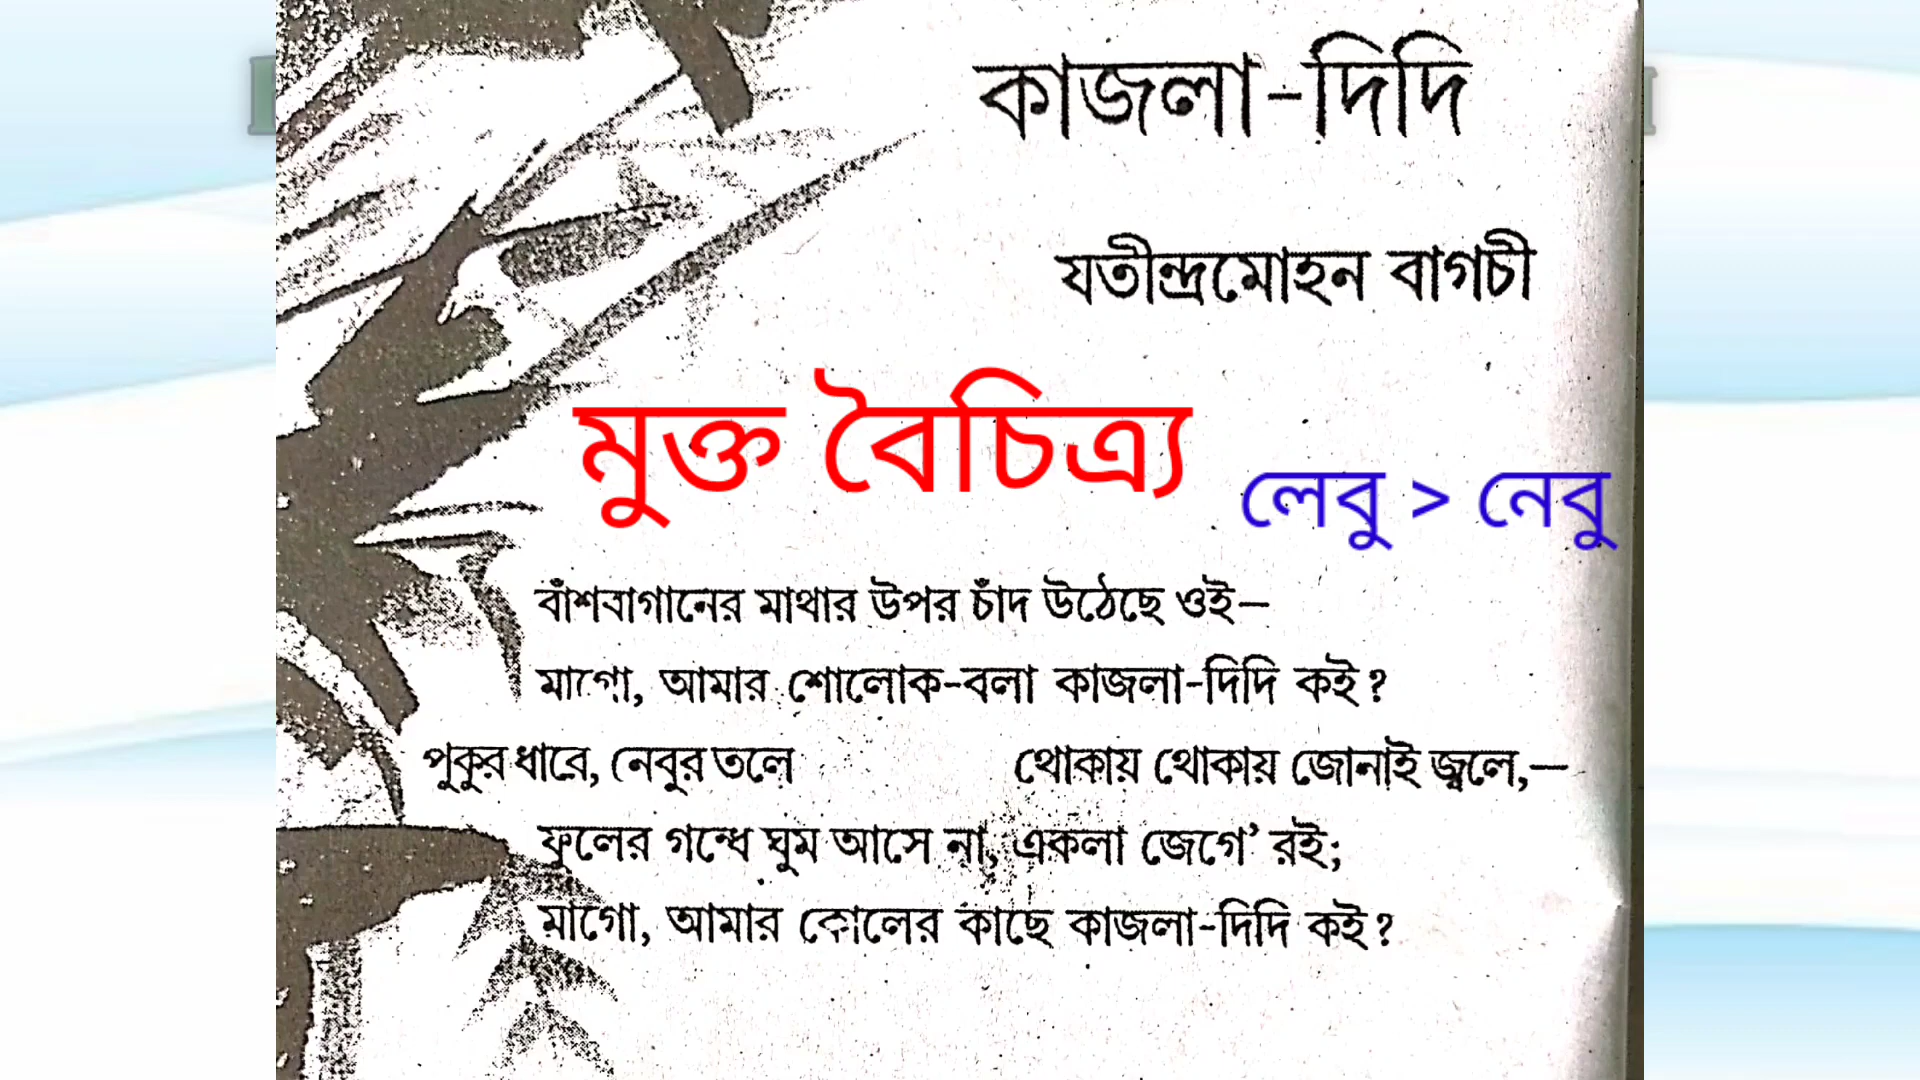 কাজলা-দিদি
যতীন্দ্রমোহন বাগচী
মুক্ত বৈচিত্র্য
লেবু > নেবু
বাঁশবাগানের মাথার উপর চাঁদ উঠেছে ওই—
মাগো, আমার শোলোক-বলা কাজলা-দিদি কই?
পুকুর ধারে, নেবুর তলে থোকায় থোকায় জোনাই জ্বলে,—
ফুলের গন্ধে ঘুম আসে না, একলা জেগে’ রই;
মাগো, আমার কোলের কাছে কাজলা-দিদি কই?